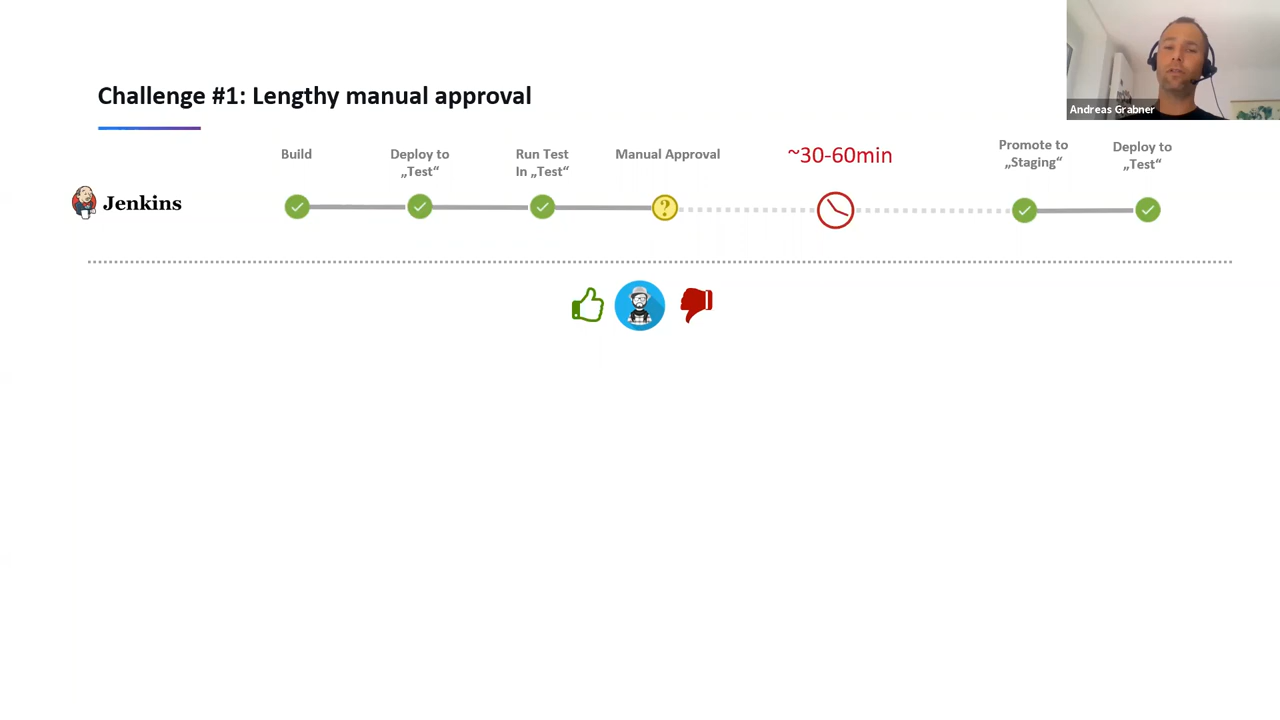 Andreas Grabner
Challenge #1: Lengthy manual approval
Build
Deploy to
„Test“
Run Test
In „Test“
Manual Approval
~30-60min
Promote to
„Staging“
Deploy to
„Test“
Jenkins
?